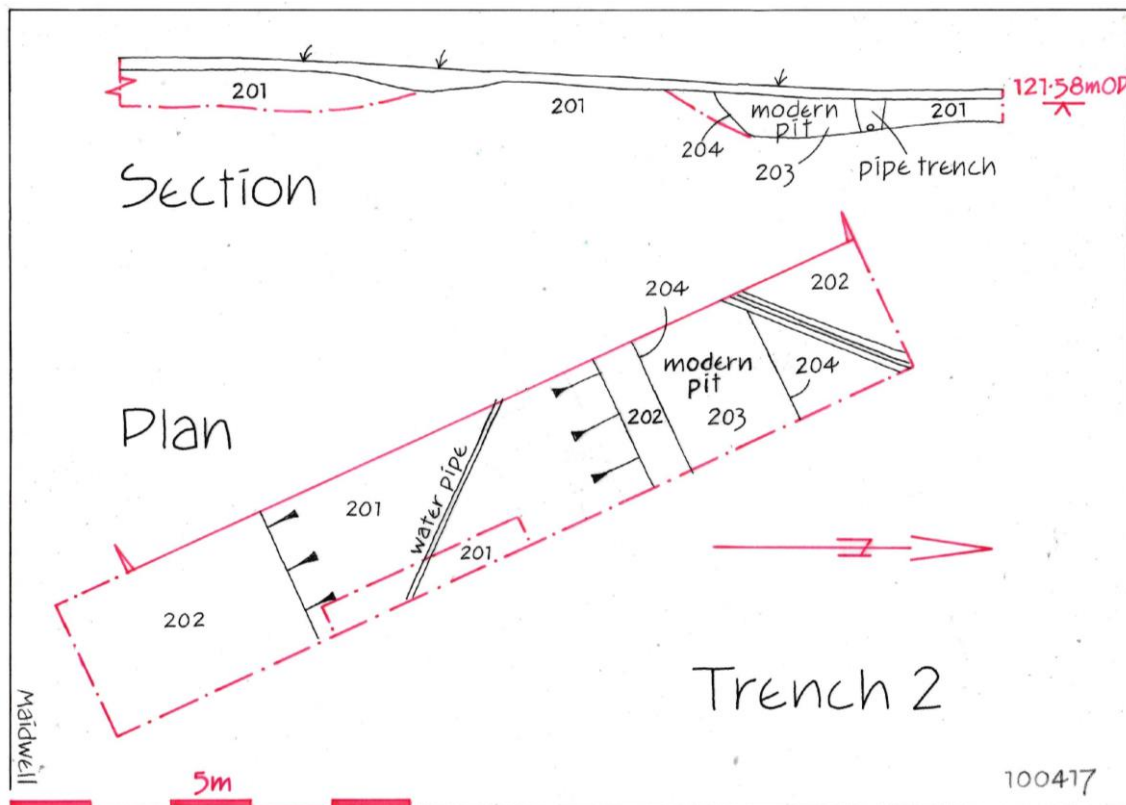 201
201
204
modern
pit
203
201
pipe trench
121.58mOD
Section
Plan
202
201
water pipe
201
202
204
modern
pit
203
204
202
Z
Trench 2
Maidwell
5m
100417